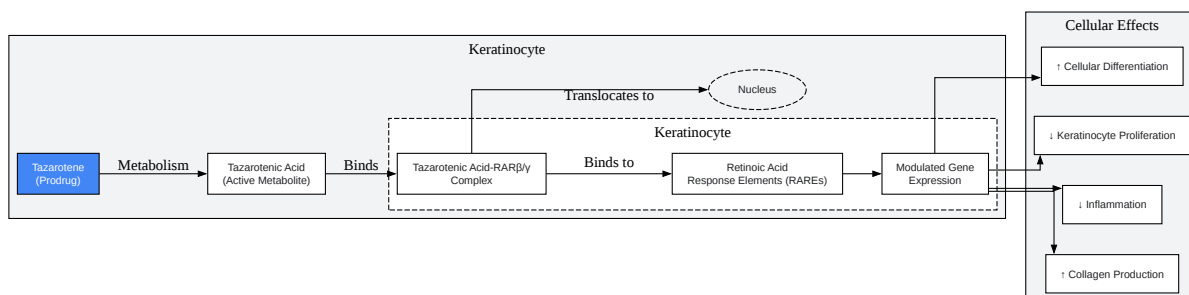 Cellular Effects
Keratinocyte
↑ Cellular Differentiation
Nucleus
Translocates to
Keratinocyte
↓ Keratinocyte Proliferation
Tazarotene
(Prodrug)
Metabolism
Tazarotenic Acid
(Active Metabolite)
Binds
Tazarotenic Acid-RARβ/γ
Complex
Binds to
Retinoic Acid
Response Elements (RAREs)
Modulated Gene
Expression
↓ Inflammation
↑ Collagen Production